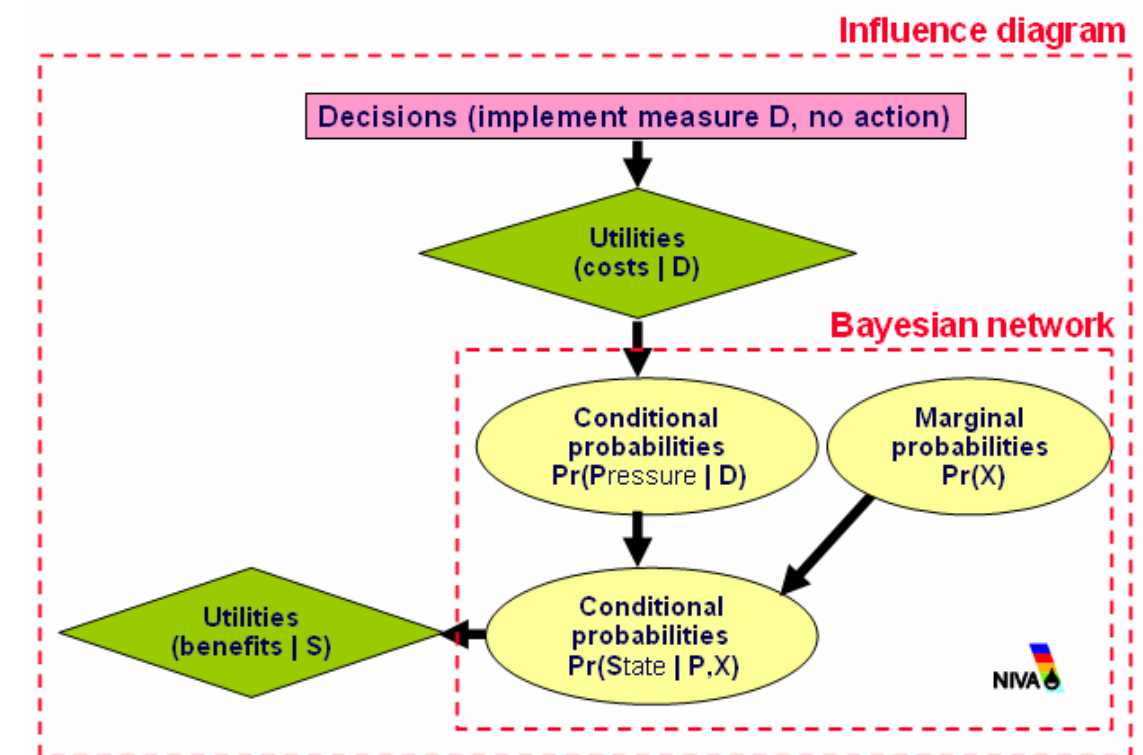 Influence diagram
Decisions (implement measure D, no action)
Utilities
(costs | D)
Bayesian network
Conditional
probabilities
Pr(Pressure | D)
Marginal
probabilities
Pr(X)
Conditional
probabilities
Pr(State | P,X)
Utilities
(benefits | S)
NIVA